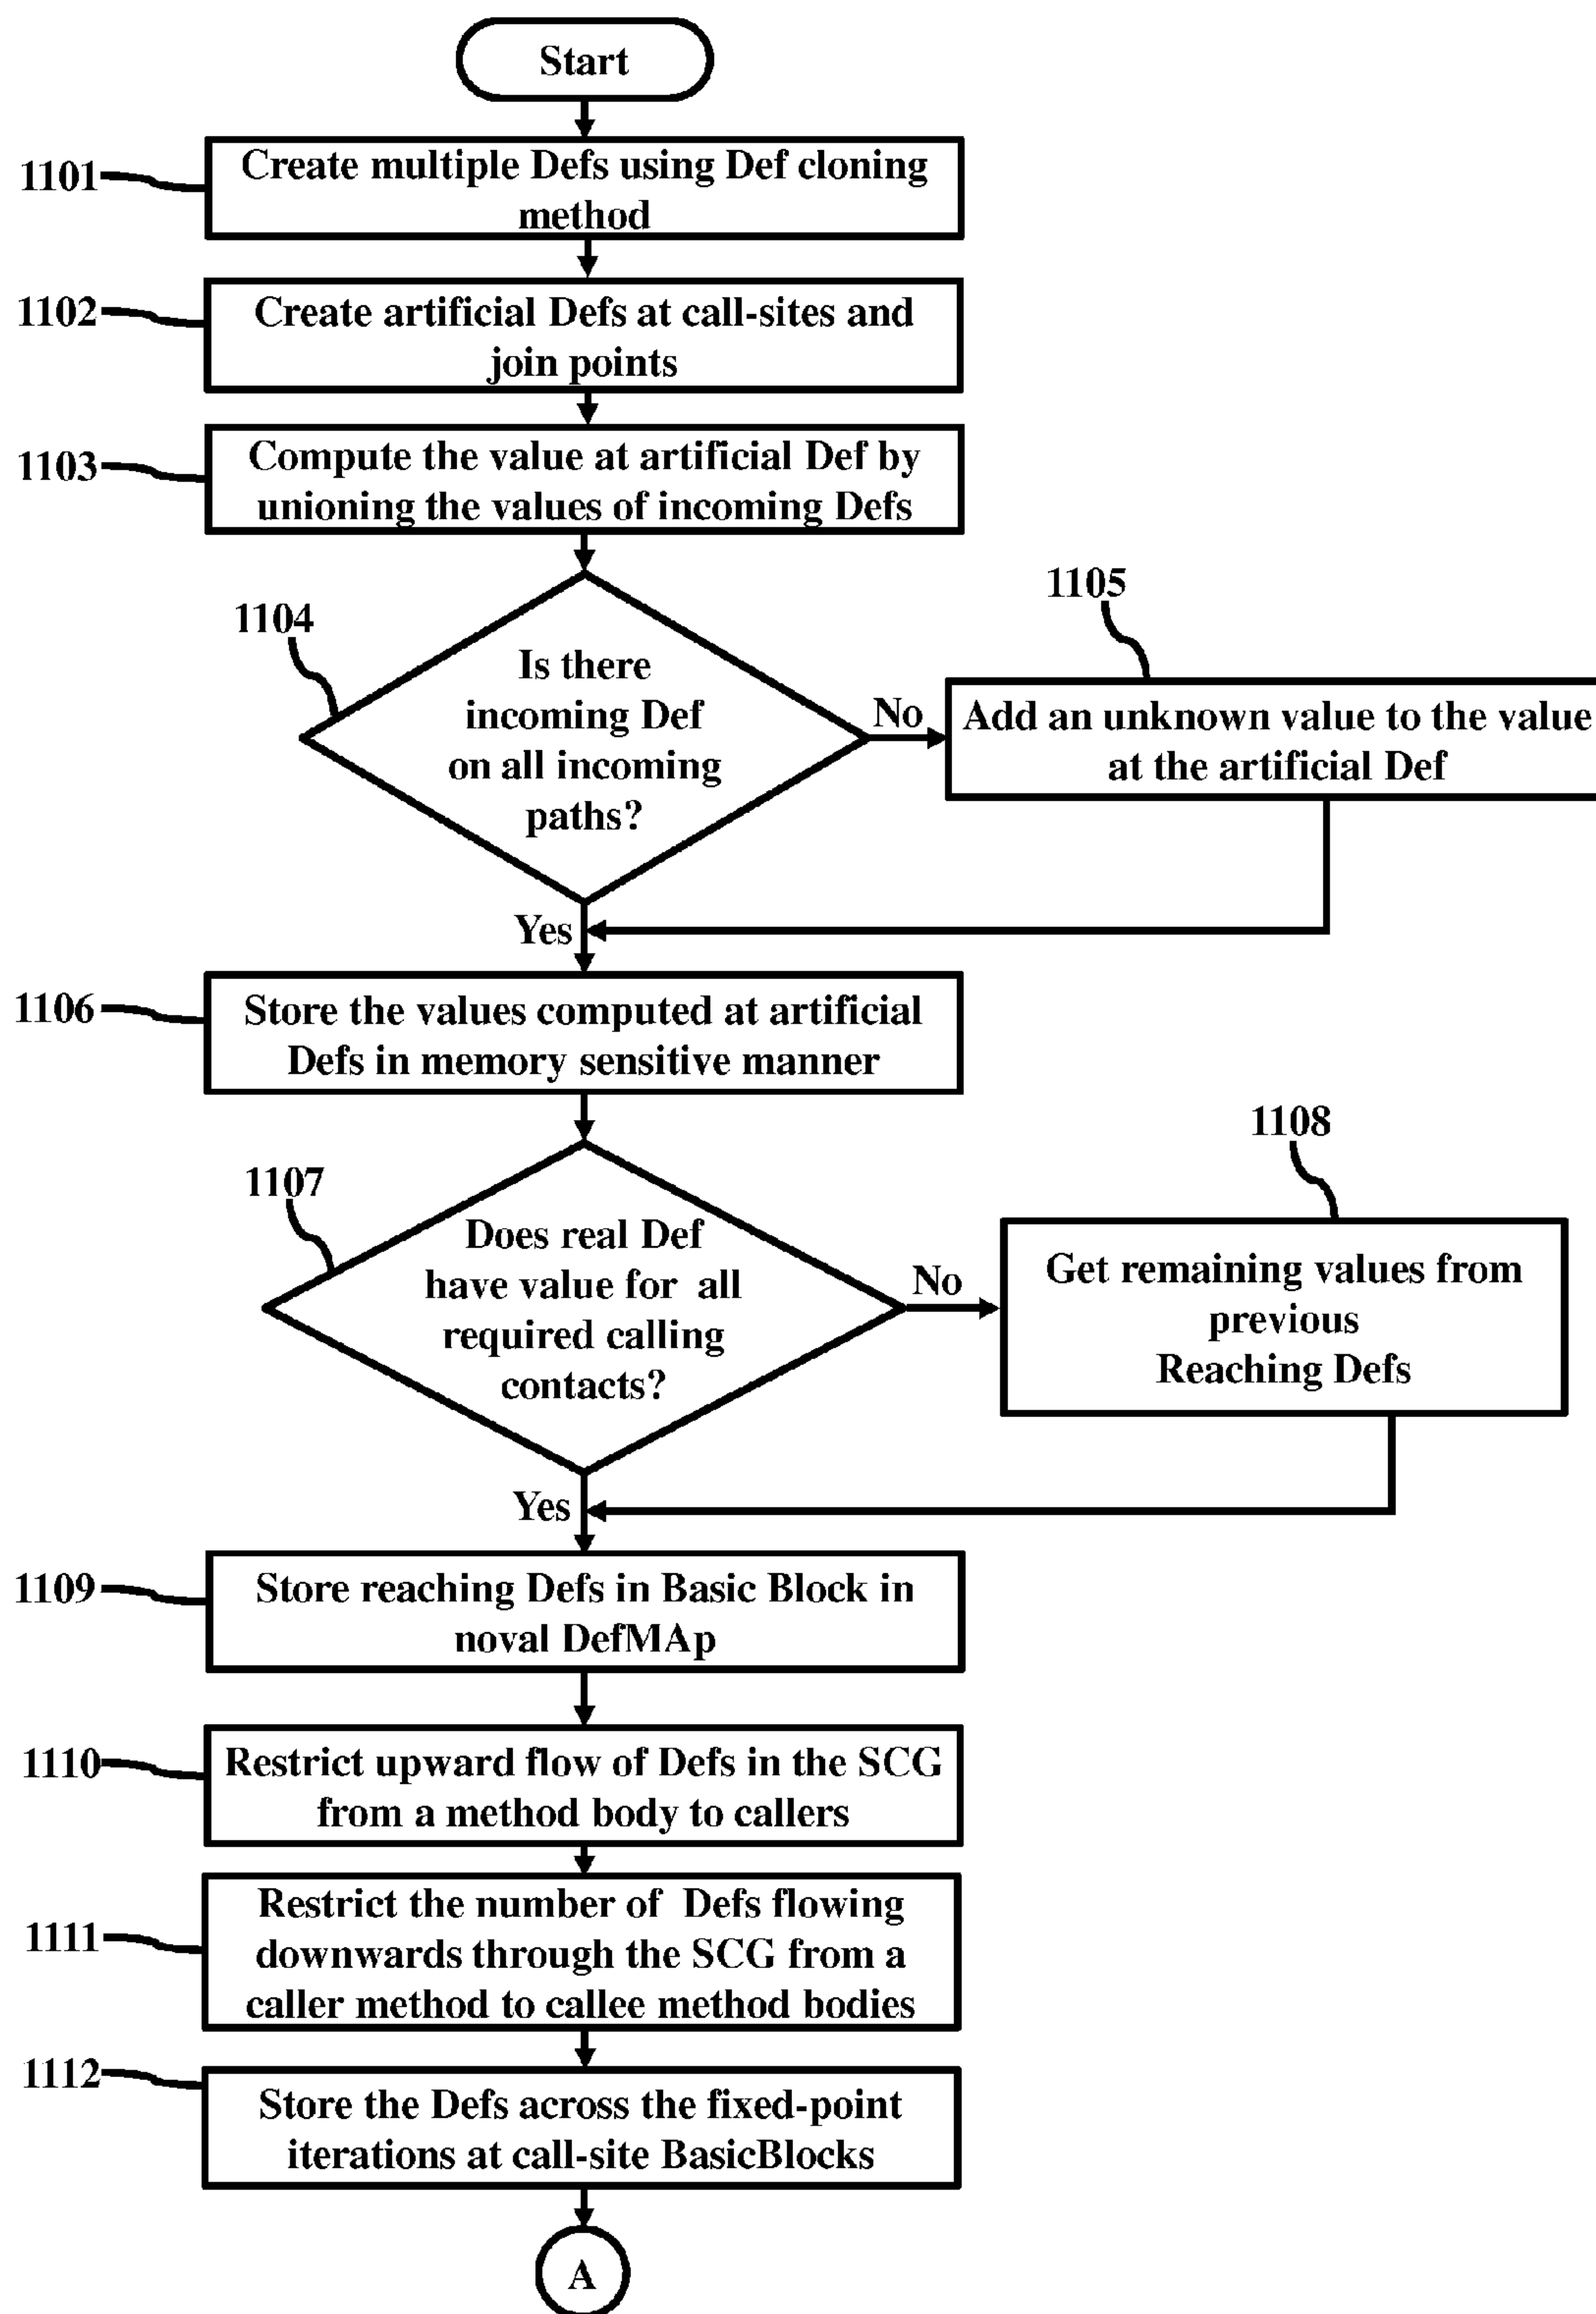 Start
1101
Create multiple Defs using Def cloning
method
1102
Create artificial Defs at call-sites and
join points
1103
Compute the value at artificial Def by
unioning the values of incoming Defs
1104
Is there
incoming Def
on all incoming
paths?
No
1105
Add an unknown value to the value
at the artificial Def
Yes
1106
Store the values computed at artificial
Defs in memory sensitive manner
1107
Does real Def
have value for all
required calling
contacts?
No
1108
Get remaining values from
previous
Reaching Defs
Yes
1109
Store reaching Defs in Basic Block in
noval DefMAp
1110
Restrict upward flow of Defs in the SCG
from a method body to callers
1111
Restrict the number of Defs flowing
downwards through the SCG from a
caller method to callee method bodies
1112
Store the Defs across the fixed-point
iterations at call-site BasicBlocks
A